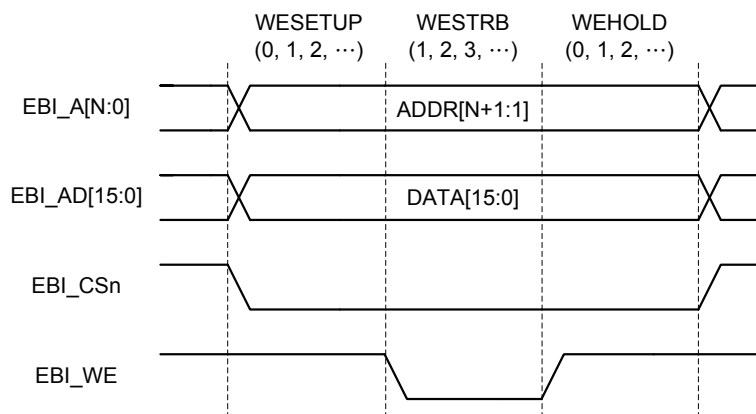 WESETUP WESTRB WEHOLD
(0, 1, 2, ⋯) (1, 2, 3, ⋯) (0, 1, 2, ⋯)
EBI_A[N:0] ADDR[N+1:1]
EBI_AD[15:0] DATA[15:0]
EBI_CSn
EBI_WE